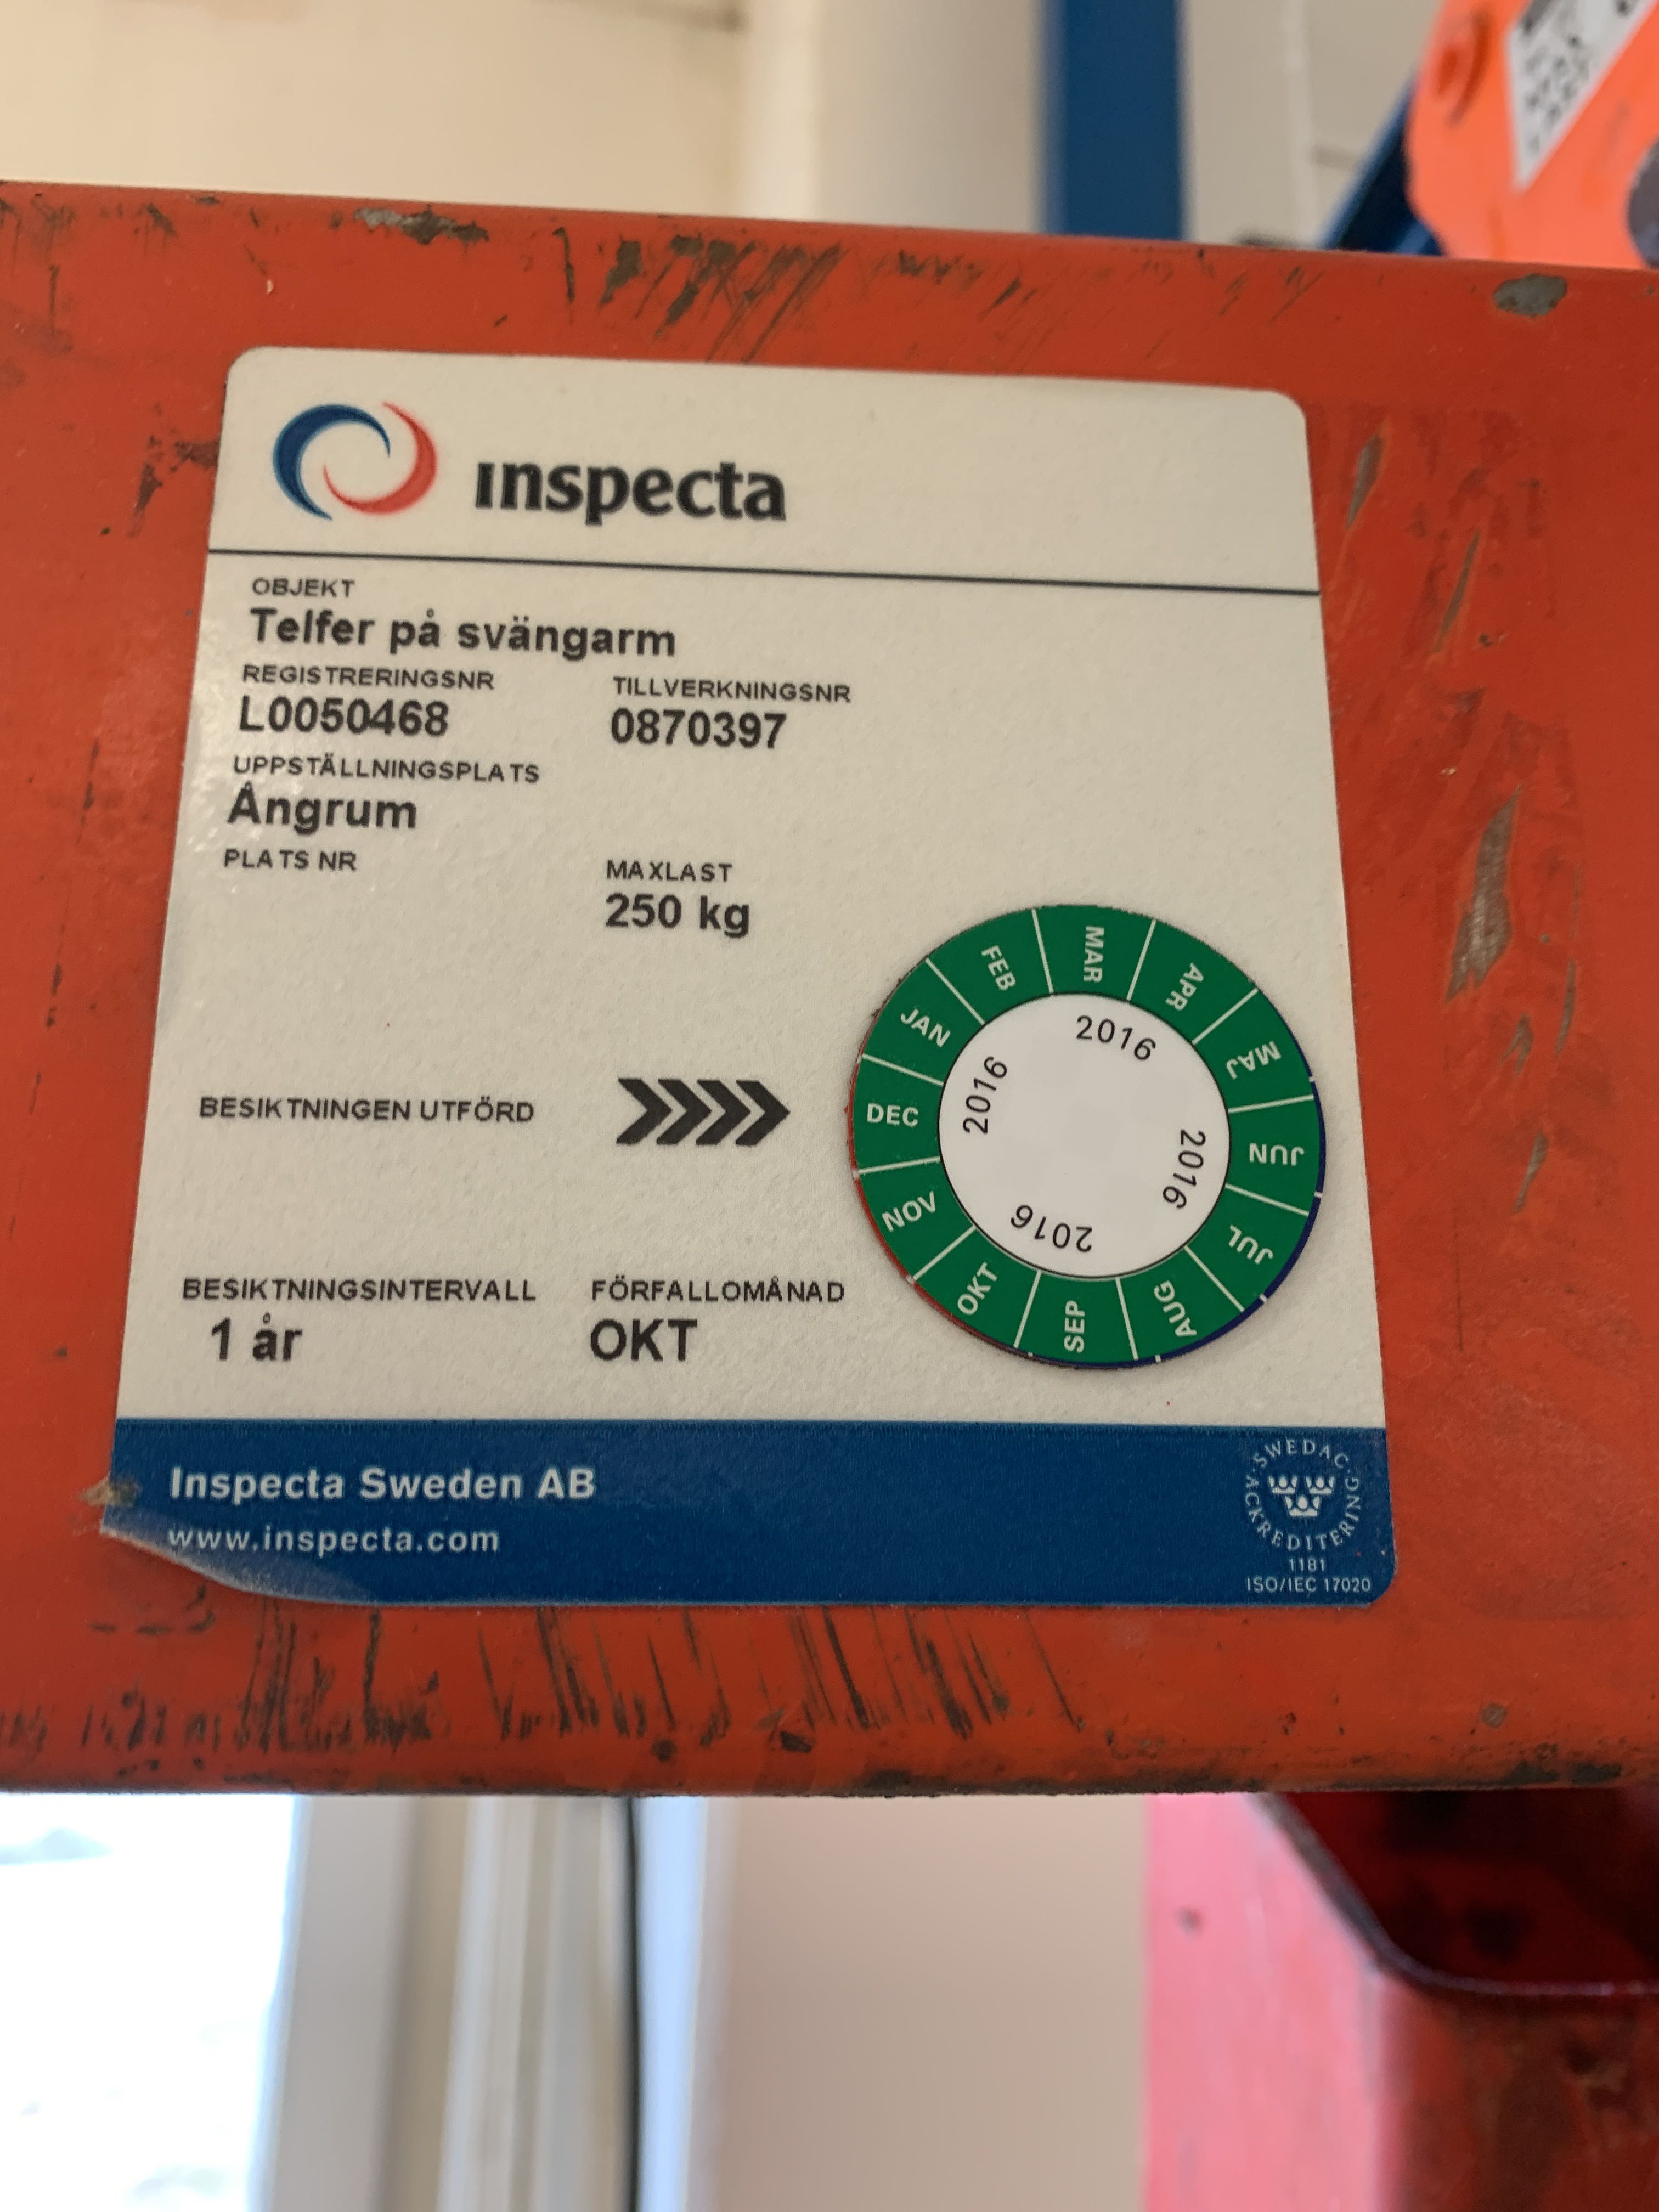 ınspecta
OBJEKT
Telfer på svängarm
REGISTRERINGSNR TILLVERKNINGSNR
L0050468 0870397
UPPSTÄLLNINGSPLATS
Ångrum
PLATS NR MAXLAST
250 kg
BESIKTNINGEN UTFÖRD
JAN
FEB
MAR
APR
MAJ
JUN
JUL
AUG
SEP
OKT
NOV
DEC
2016
2016
2016
2016
BESIKTNINGSINTERVALL FÖRFALLOMÅNAD
1 år OKT
Inspecta Sweden AB
www.inspecta.com
SWEDAC
ACKREDITERING
1181
ISO/IEC 17020